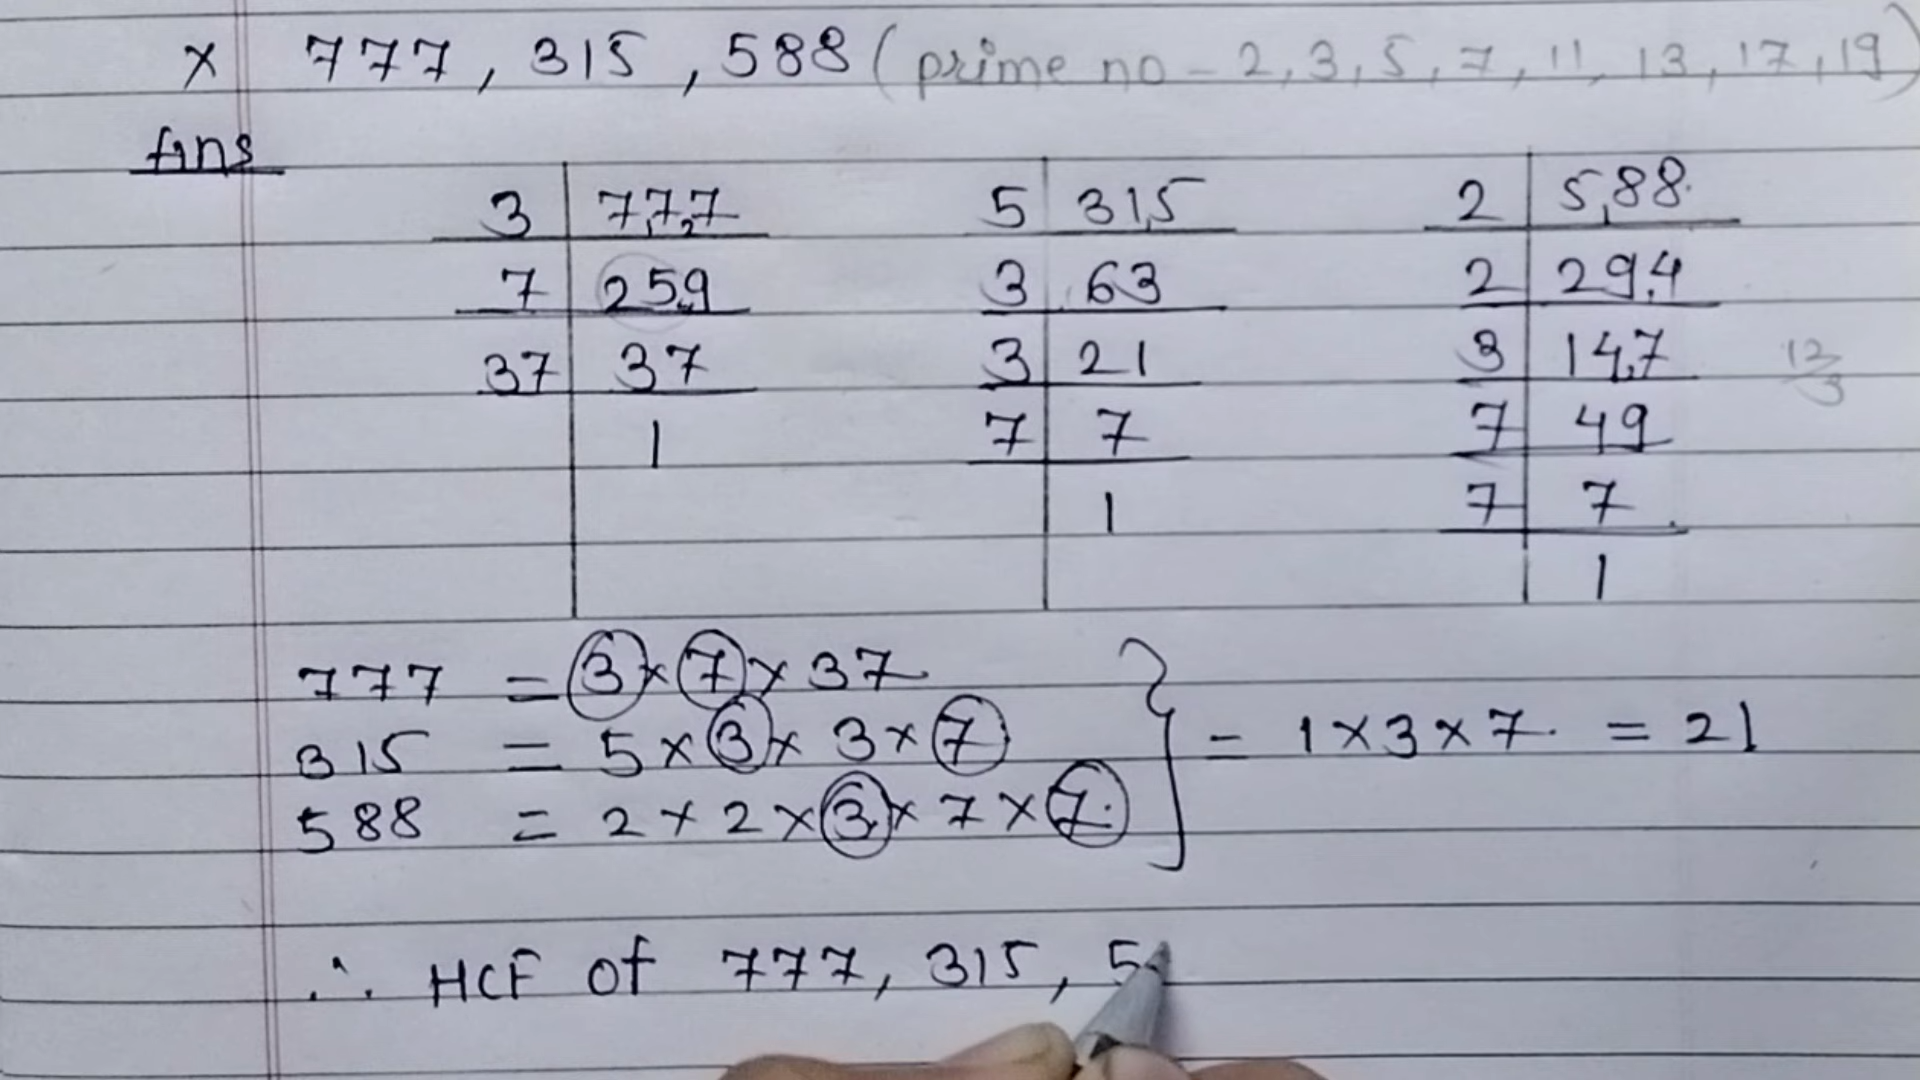 x 777, 315, 588 (prime no - 2, 3, 5, 7, 11, 13, 17, 19)
Ans
3 | 777 5 | 315 2 | 588
7 | 259 3 | 63 2 | 294
37 | 37 3 | 21 3 | 147 12/3
1 7 | 7 7 | 49
1 7 | 7
1
777 = 3 × 7 × 37
315 = 5 × 3 × 3 × 7 } = 1 × 3 × 7. = 21
588 = 2 × 2 × 3 × 7 × 7.
∴ HCF of 777, 315, 5